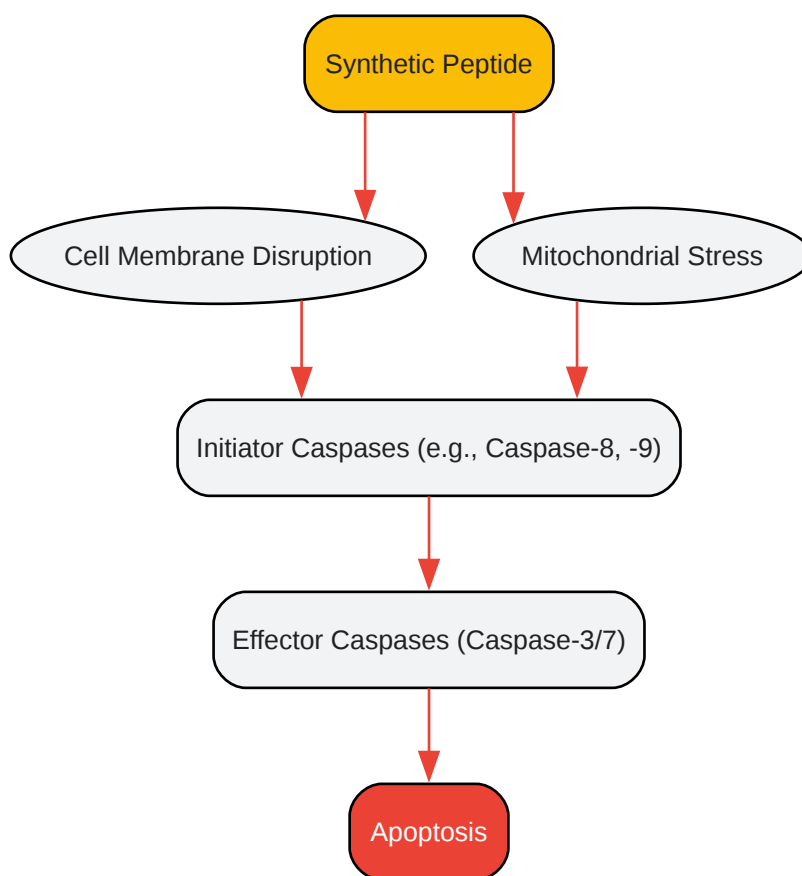 Synthetic Peptide
Cell Membrane Disruption
Mitochondrial Stress
Initiator Caspases (e.g., Caspase-8, -9)
Effector Caspases (Caspase-3/7)
Apoptosis